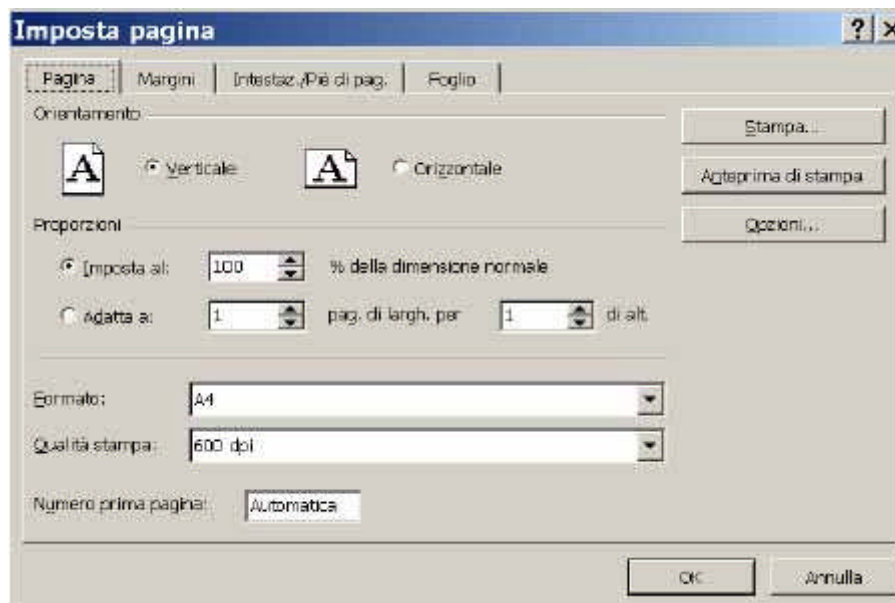 Imposta pagina
Pagina Margini Intestaz./Piè di pag. Foglio
Orientamento
A Verticale A Orizzontale
Stampa...
Anteprima di stampa
Opzioni...
Proporzioni
Imposta al: 100 % della dimensione normale
Adatta a: 1 pag. di largh. per 1 di alt.
Formato: A4
Qualità stampa: 600 dpi
Numero prima pagina: Automatica
OK Annulla